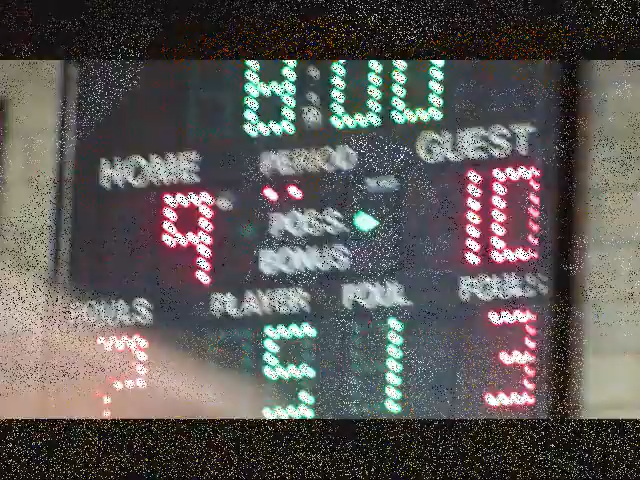 8:00
HOME PERIOD GUEST
9 POSS 10
BONUS
FOULS PLAYER FOUL FOULS
5 1 3